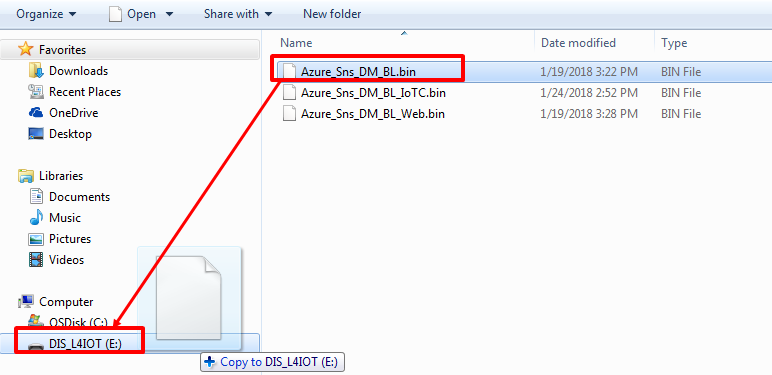 Organize Open Share with New folder
Favorites
Downloads
Recent Places
OneDrive
Desktop
Libraries
Documents
Music
Pictures
Videos
Computer
OSDisk (C:)
DIS_L4IOT (E:)
Name Date modified Type
Azure_Sns_DM_BL.bin 1/19/2018 3:22 PM BIN File
Azure_Sns_DM_BL_IoTC.bin 1/24/2018 2:52 PM BIN File
Azure_Sns_DM_BL_Web.bin 1/19/2018 3:28 PM BIN File
Copy to DIS_L4IOT (E:)